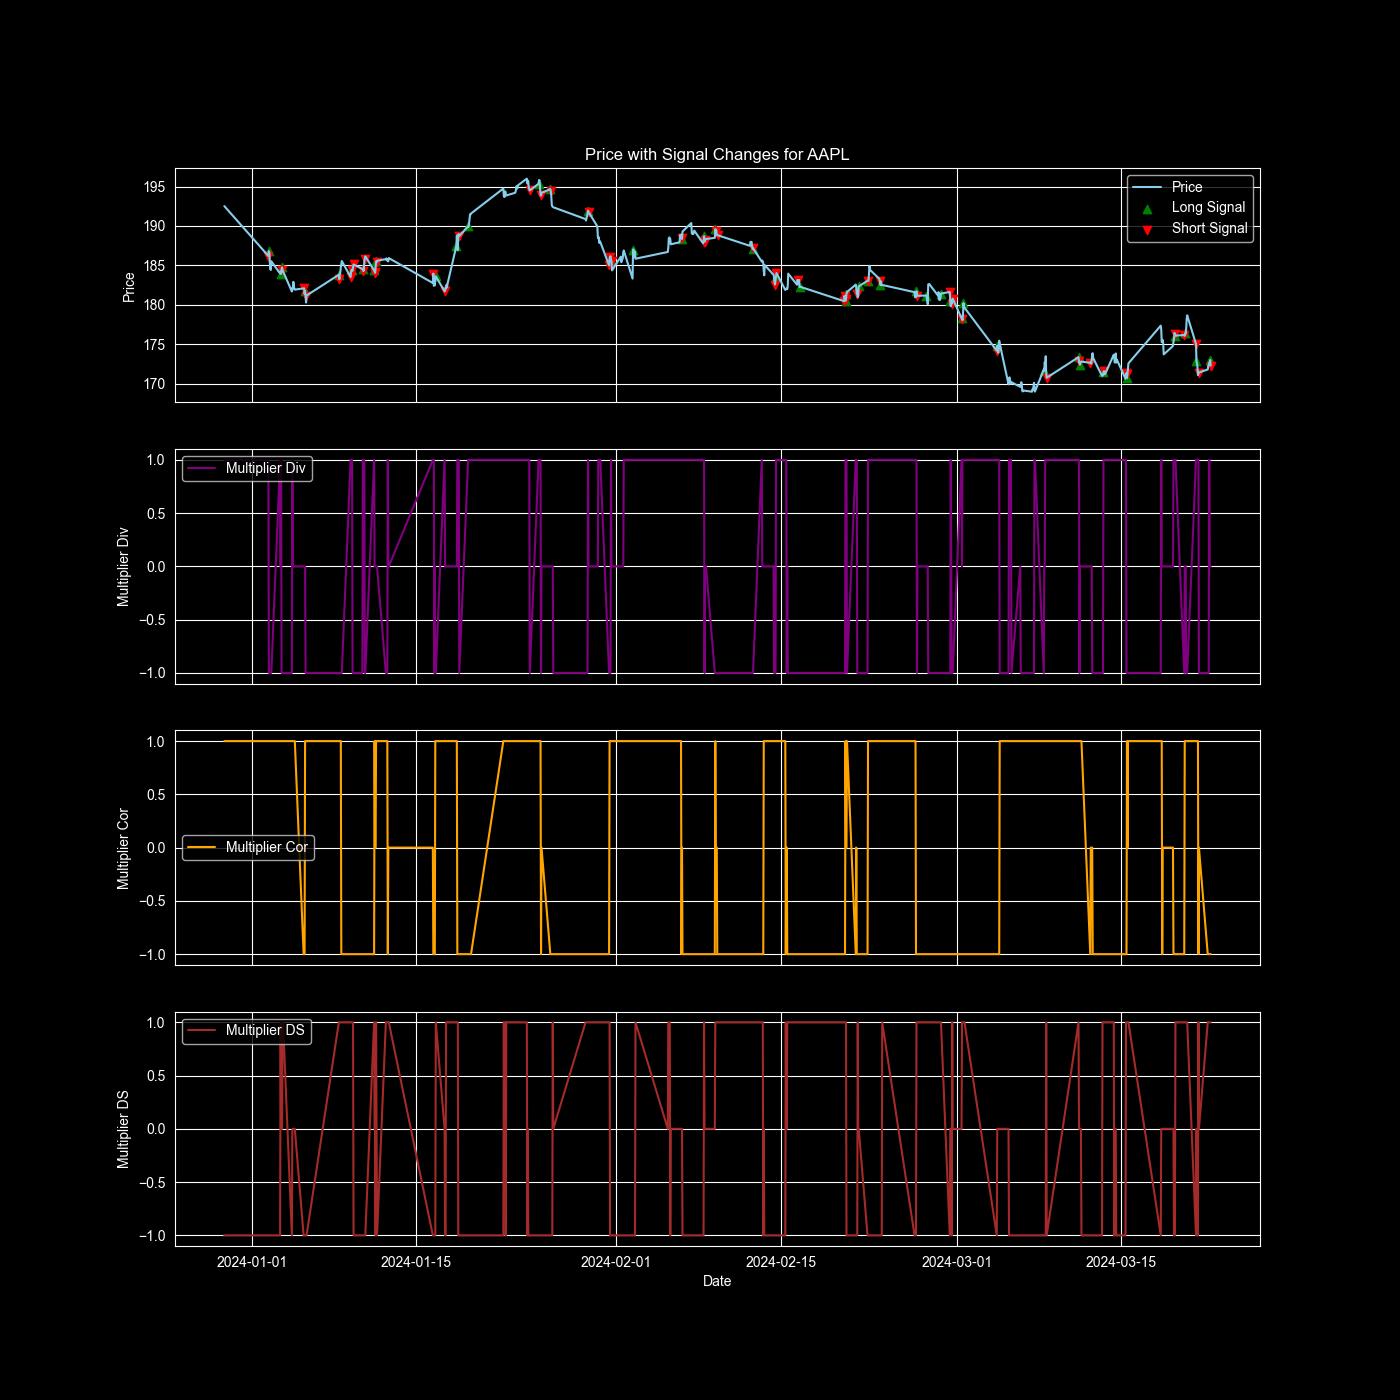 Price with Signal Changes for AAPL
Price
Long Signal
Short Signal
195
190
185
180
175
170
Price
Multiplier Div
1.0
0.5
0.0
−0.5
−1.0
Multiplier Div
Multiplier Cor
1.0
0.5
0.0
−0.5
−1.0
Multiplier Cor
Multiplier DS
1.0
0.5
0.0
−0.5
−1.0
Multiplier DS
2024-01-01 2024-01-15 2024-02-01 2024-02-15 2024-03-01 2024-03-15
Date